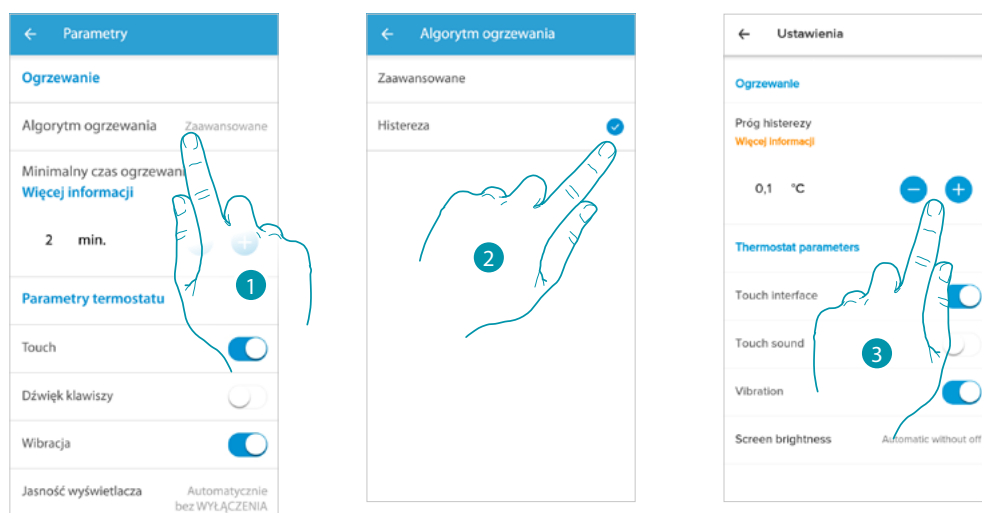 Parametry
Ogrzewanie
Algorytm ogrzewania Zaawansowane
Minimalny czas ogrzewan
Więcej informacji
2 min.
1
Parametry termostatu
Touch
Dźwięk klawiszy
Wibracja
Jasność wyświetlacza Automatycznie
bez WYŁĄCZENIA
Algorytm ogrzewania
Zaawansowane
Histereza
2
Ustawienia
Ogrzewanie
Próg histerezy
Więcej informacji
0,1 °C
Thermostat parameters
Touch interface
Touch sound
3
Vibration
Screen brightness Automatic without off